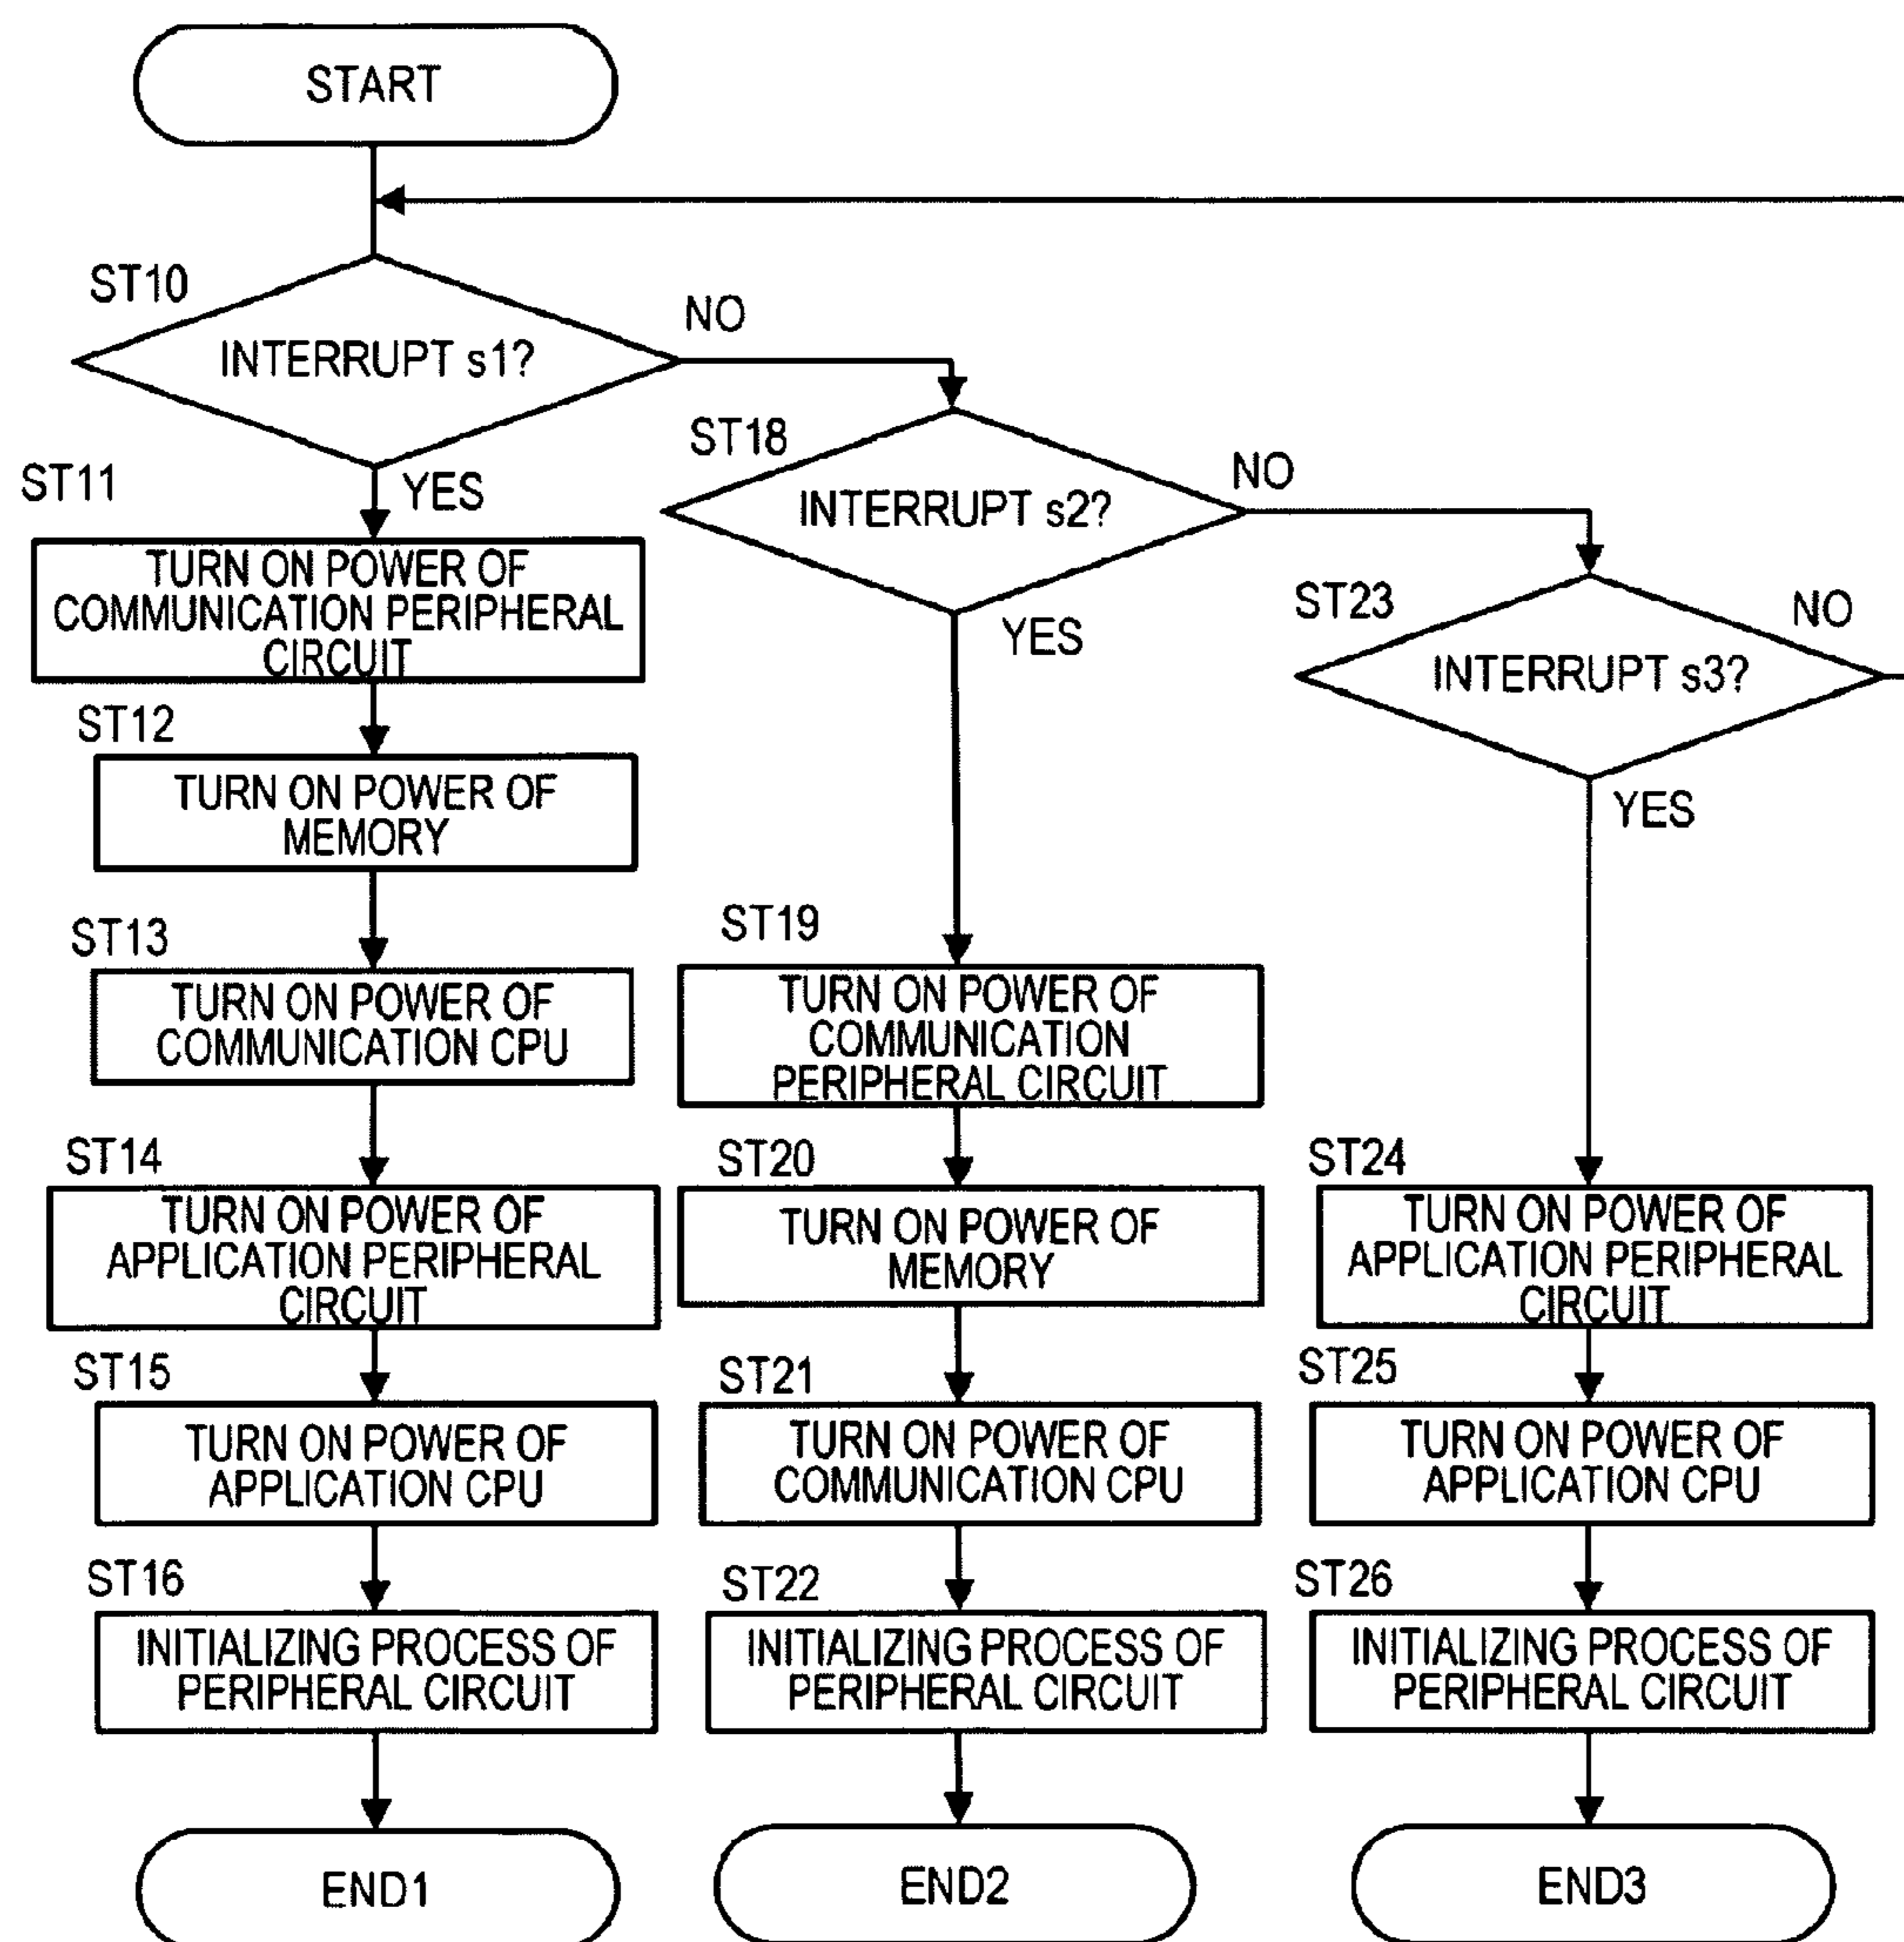 START
ST10
INTERRUPT s1?
NO
YES
ST11
TURN ON POWER OF
COMMUNICATION PERIPHERAL
CIRCUIT
ST12
TURN ON POWER OF
MEMORY
ST13
TURN ON POWER OF
COMMUNICATION CPU
ST14
TURN ON POWER OF
APPLICATION PERIPHERAL
CIRCUIT
ST15
TURN ON POWER OF
APPLICATION CPU
ST16
INITIALIZING PROCESS OF
PERIPHERAL CIRCUIT
END1
ST18
INTERRUPT s2?
NO
YES
ST19
TURN ON POWER OF
COMMUNICATION
PERIPHERAL CIRCUIT
ST20
TURN ON POWER OF
MEMORY
ST21
TURN ON POWER OF
COMMUNICATION CPU
ST22
INITIALIZING PROCESS OF
PERIPHERAL CIRCUIT
END2
ST23
INTERRUPT s3?
NO
YES
ST24
TURN ON POWER OF
APPLICATION PERIPHERAL
CIRCUIT
ST25
TURN ON POWER OF
APPLICATION CPU
ST26
INITIALIZING PROCESS OF
PERIPHERAL CIRCUIT
END3